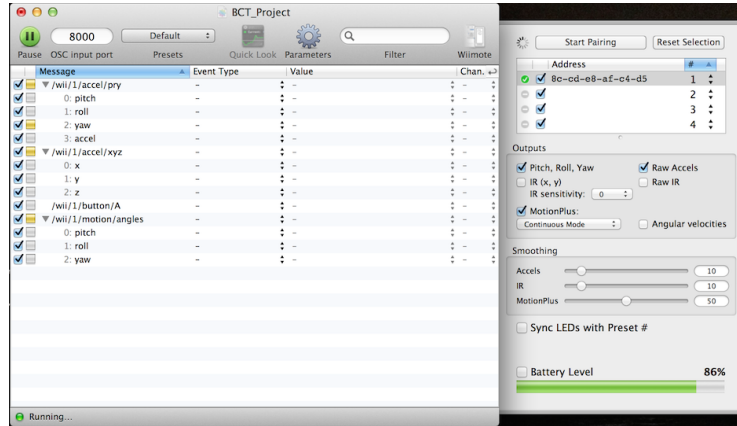 BCT_Project
8000
Default
Pause
OSC input port
Presets
Quick Look
Parameters
Filter
Wiimote
Message
Event Type
Value
Chan.
/wii/1/accel/pry
–
–
–
0: pitch
–
–
–
1: roll
–
–
–
2: yaw
–
–
–
3: accel
–
–
–
/wii/1/accel/xyz
–
–
–
0: x
–
–
–
1: y
–
–
–
2: z
–
–
–
/wii/1/button/A
–
–
–
/wii/1/motion/angles
–
–
–
0: pitch
–
–
–
1: roll
–
–
–
2: yaw
–
–
–
Running...
Start Pairing
Reset Selection
Address
#
8c-cd-e8-af-c4-d5
1
2
3
4
Outputs
Pitch, Roll, Yaw
Raw Accels
IR (x, y)
Raw IR
IR sensitivity:
0
MotionPlus:
Continuous Mode
Angular velocities
Smoothing
Accels
10
IR
10
MotionPlus
50
Sync LEDs with Preset #
Battery Level
86%